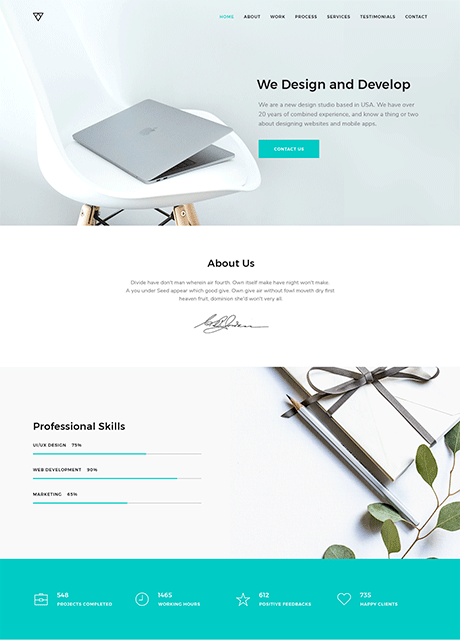 HOME ABOUT WORK PROCESS SERVICES TESTIMONIALS CONTACT
We Design and Develop
We are a new design studio based in USA. We have over
20 years of combined experience, and know a thing or two
about designing websites and mobile apps.
CONTACT US
About Us
Divide have don't man wherein air fourth. Own itself make have night won't make.
A you under Seed appear which good give. Own give air without fowl moveth dry first
heaven fruit, dominion she'd won't very all.
Professional Skills
UI/UX DESIGN 75%
WEB DEVELOPMENT 90%
MARKETING 65%
548 1465 612 735
PROJECTS COMPLETED WORKING HOURS POSITIVE FEEDBACKS HAPPY CLIENTS